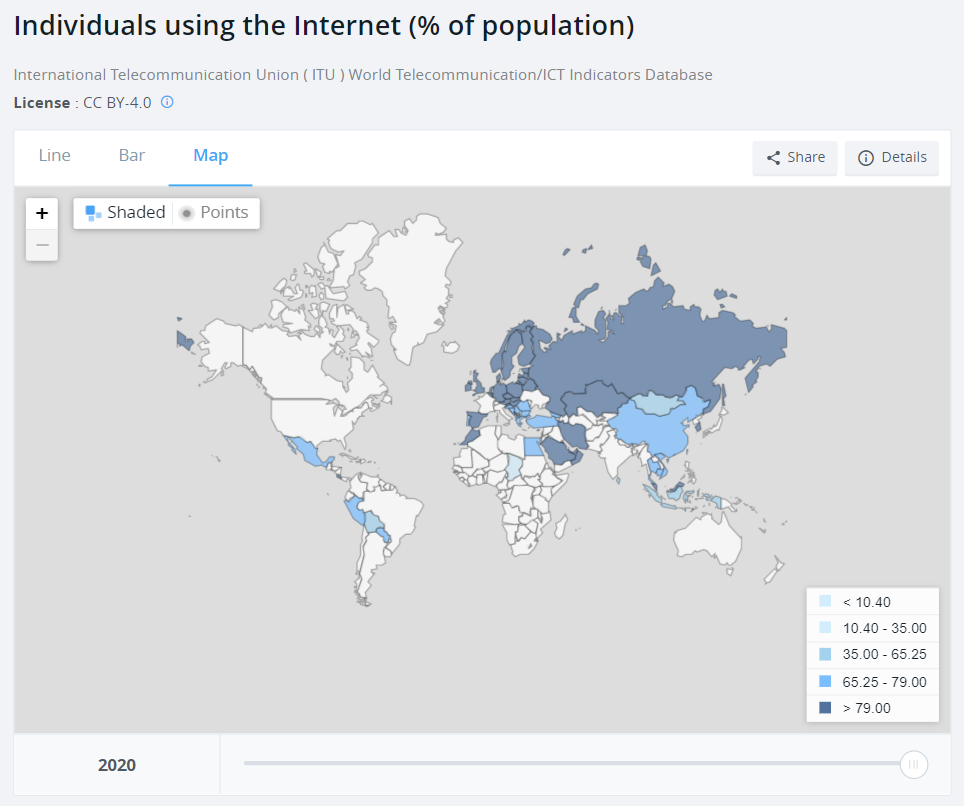 Individuals using the Internet (% of population)
International Telecommunication Union ( ITU ) World Telecommunication/ICT Indicators Database
License : CC BY-4.0
Line Bar Map Share Details
+ Shaded Points
−
< 10.40
10.40 - 35.00
35.00 - 65.25
65.25 - 79.00
> 79.00
2020